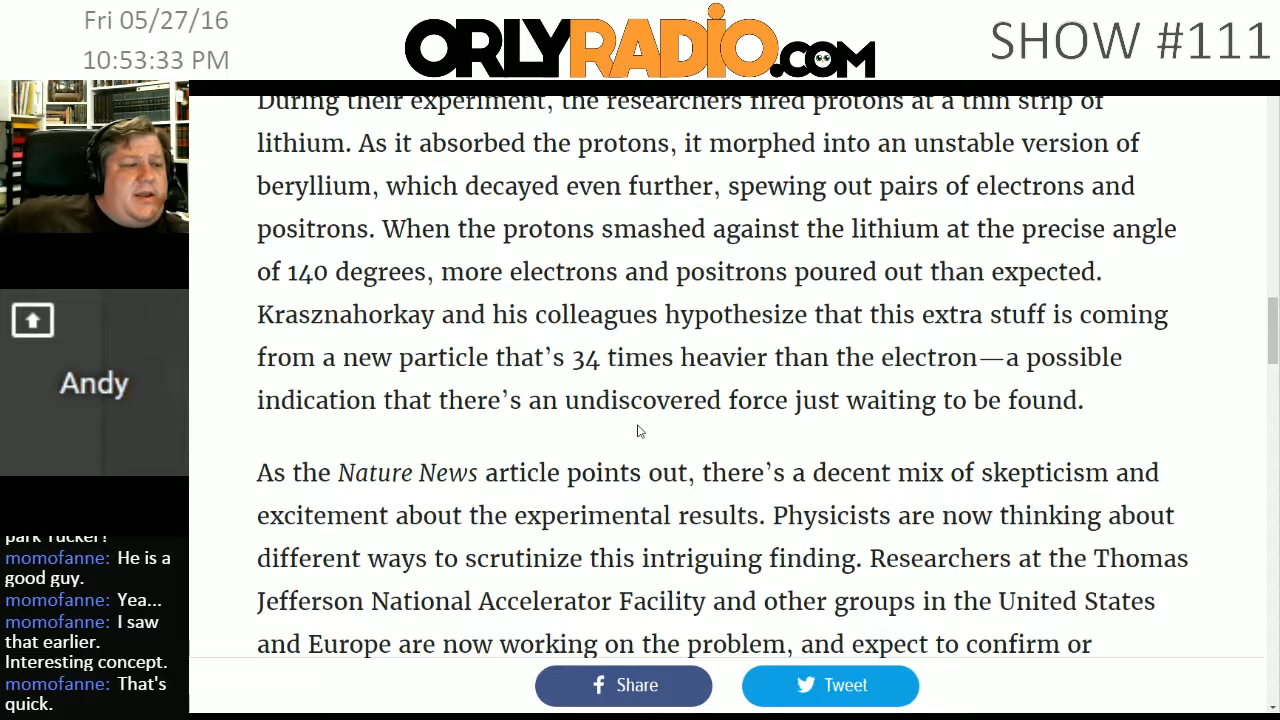 Fri 05/27/16
10:53:33 PM
ORLYRADIO.COM
SHOW #111
During their experiment, the researchers fired protons at a thin strip of
lithium. As it absorbed the protons, it morphed into an unstable version of
beryllium, which decayed even further, spewing out pairs of electrons and
positrons. When the protons smashed against the lithium at the precise angle
of 140 degrees, more electrons and positrons poured out than expected.
Krasznahorkay and his colleagues hypothesize that this extra stuff is coming
from a new particle that’s 34 times heavier than the electron—a possible
indication that there’s an undiscovered force just waiting to be found.
As the Nature News article points out, there’s a decent mix of skepticism and
excitement about the experimental results. Physicists are now thinking about
different ways to scrutinize this intriguing finding. Researchers at the Thomas
Jefferson National Accelerator Facility and other groups in the United States
and Europe are now working on the problem, and expect to confirm or
Share
Tweet
Andy
park Tucker!
momofanne: He is a
good guy.
momofanne: Yea...
momofanne: I saw
that earlier.
Interesting concept.
momofanne: That's
quick.